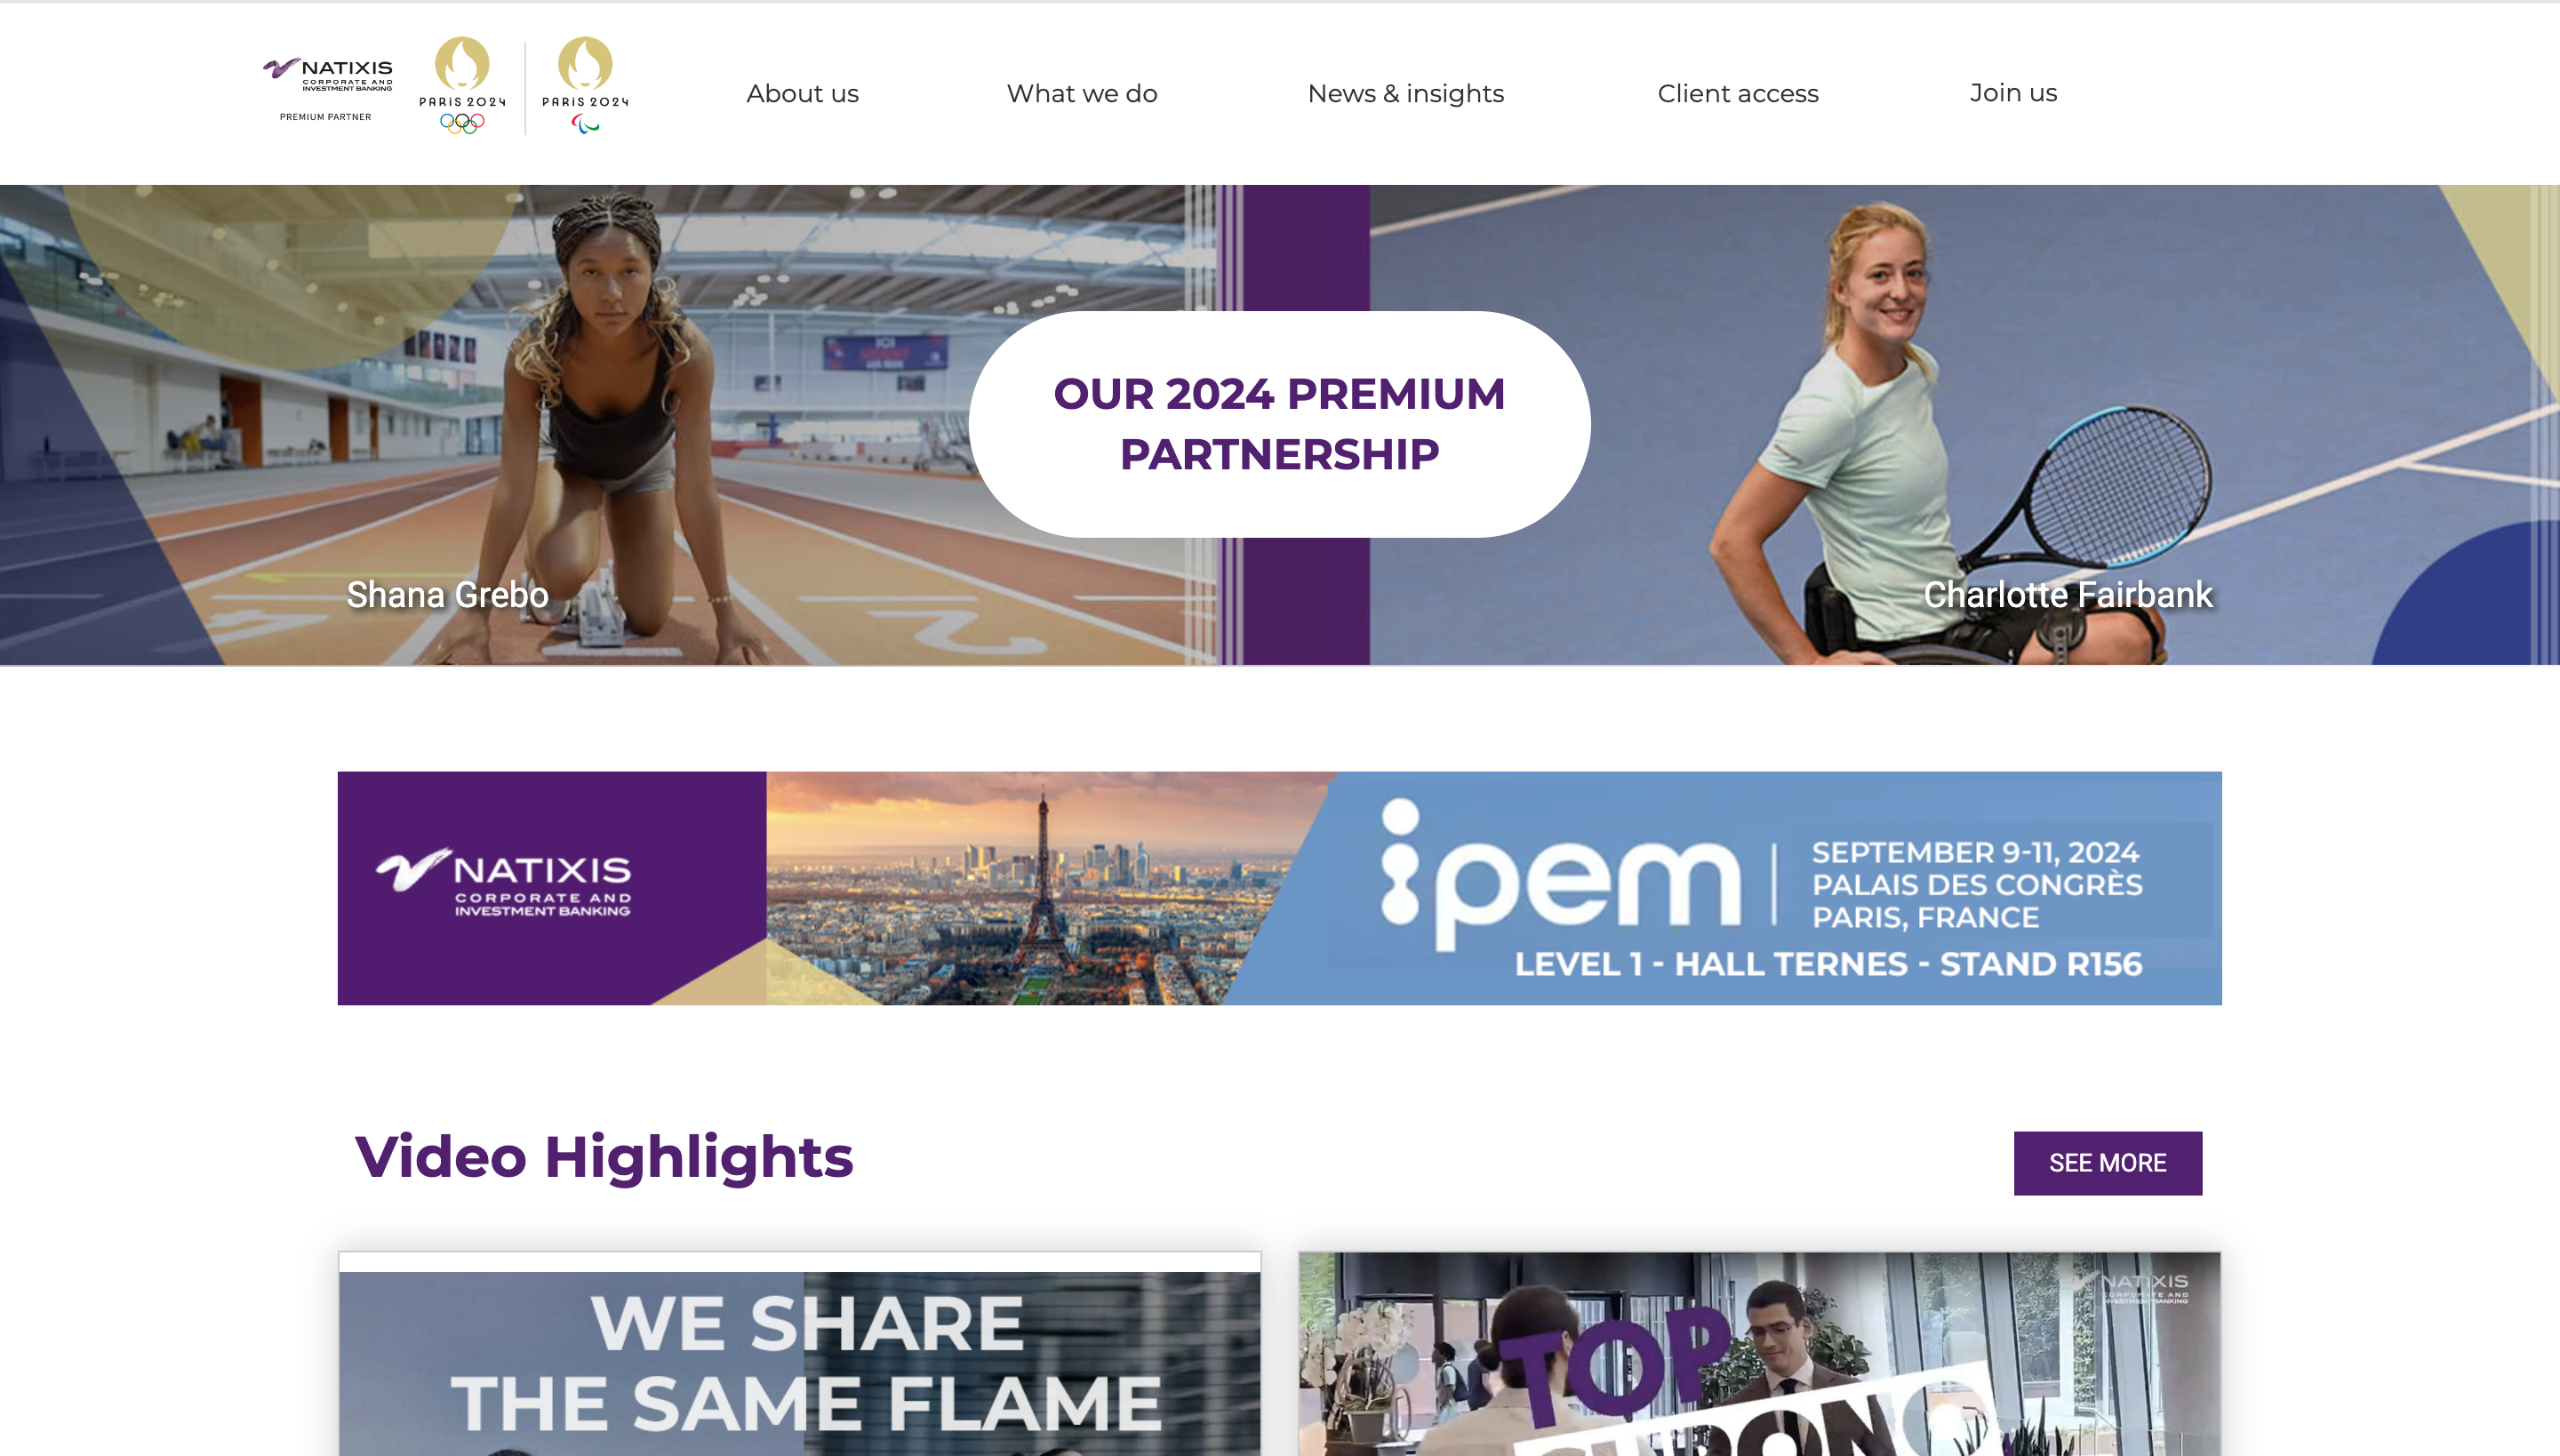 NATIXIS
CORPORATE AND
INVESTMENT BANKING
PREMIUM PARTNER
PARIS 2024
PARIS 2024
About us
What we do
News & insights
Client access
Join us
OUR 2024 PREMIUM
PARTNERSHIP
Shana Grebo
Charlotte Fairbank
NATIXIS
CORPORATE AND
INVESTMENT BANKING
ipem
SEPTEMBER 9-11, 2024
PALAIS DES CONGRÈS
PARIS, FRANCE
LEVEL 1 - HALL TERNES - STAND R156
Video Highlights
SEE MORE
WE SHARE
THE SAME FLAME
NATIXIS
CORPORATE AND
INVESTMENT BANKING
TOP